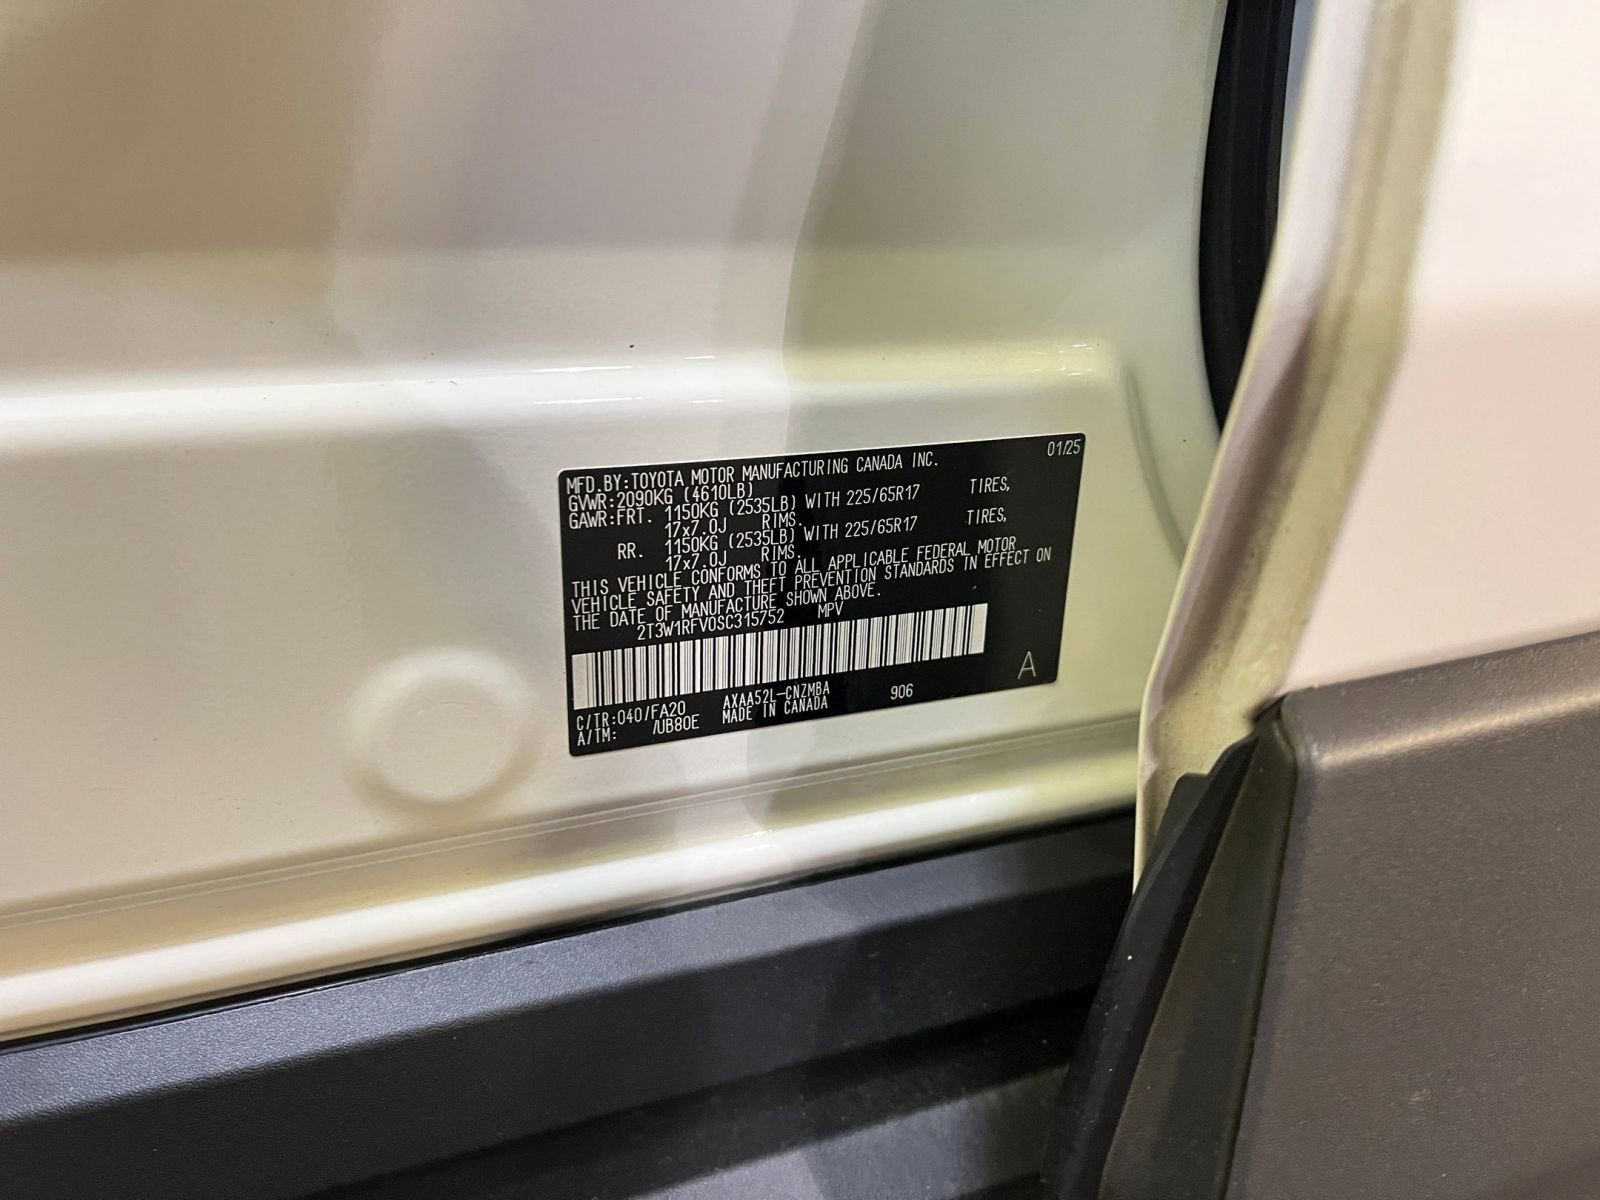 01/25
MFD.BY:TOYOTA MOTOR MANUFACTURING CANADA INC.
GVWR:2090KG (4610LB)
GAWR:FRT. 1150KG (2535LB) WITH 225/65R17 TIRES,
17x7.0J RIMS.
RR. 1150KG (2535LB) WITH 225/65R17 TIRES,
17x7.0J RIMS.
THIS VEHICLE CONFORMS TO ALL APPLICABLE FEDERAL MOTOR
VEHICLE SAFETY AND THEFT PREVENTION STANDARDS IN EFFECT ON
THE DATE OF MANUFACTURE SHOWN ABOVE.
2T3W1RFV0SC315752 MPV
A
C/TR:040/FA20 AXAA52L-CNZMBA 906
A/TM: /UB80E MADE IN CANADA